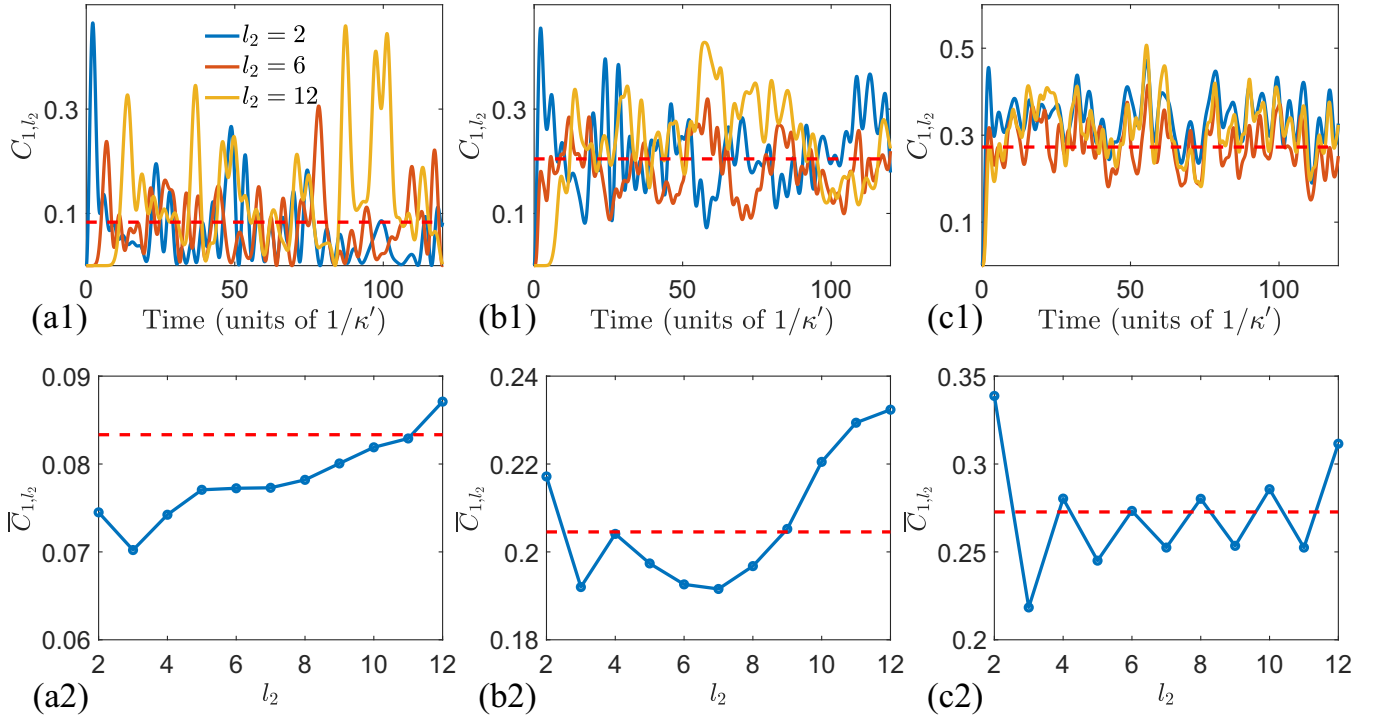 l₂ = 2
l₂ = 6
l₂ = 12
C₁,l₂
0.3
0.1
0 50 100
Time (units of 1/κ′)
(a1)
C₁,l₂
0.3
0.1
0 50 100
Time (units of 1/κ′)
(b1)
C₁,l₂
0.5
0.3
0.1
0 50 100
Time (units of 1/κ′)
(c1)
C̅₁,l₂
0.09
0.08
0.07
0.06
2 4 6 8 10 12
l₂
(a2)
C̅₁,l₂
0.24
0.22
0.2
0.18
2 4 6 8 10 12
l₂
(b2)
C̅₁,l₂
0.35
0.3
0.25
0.2
2 4 6 8 10 12
l₂
(c2)